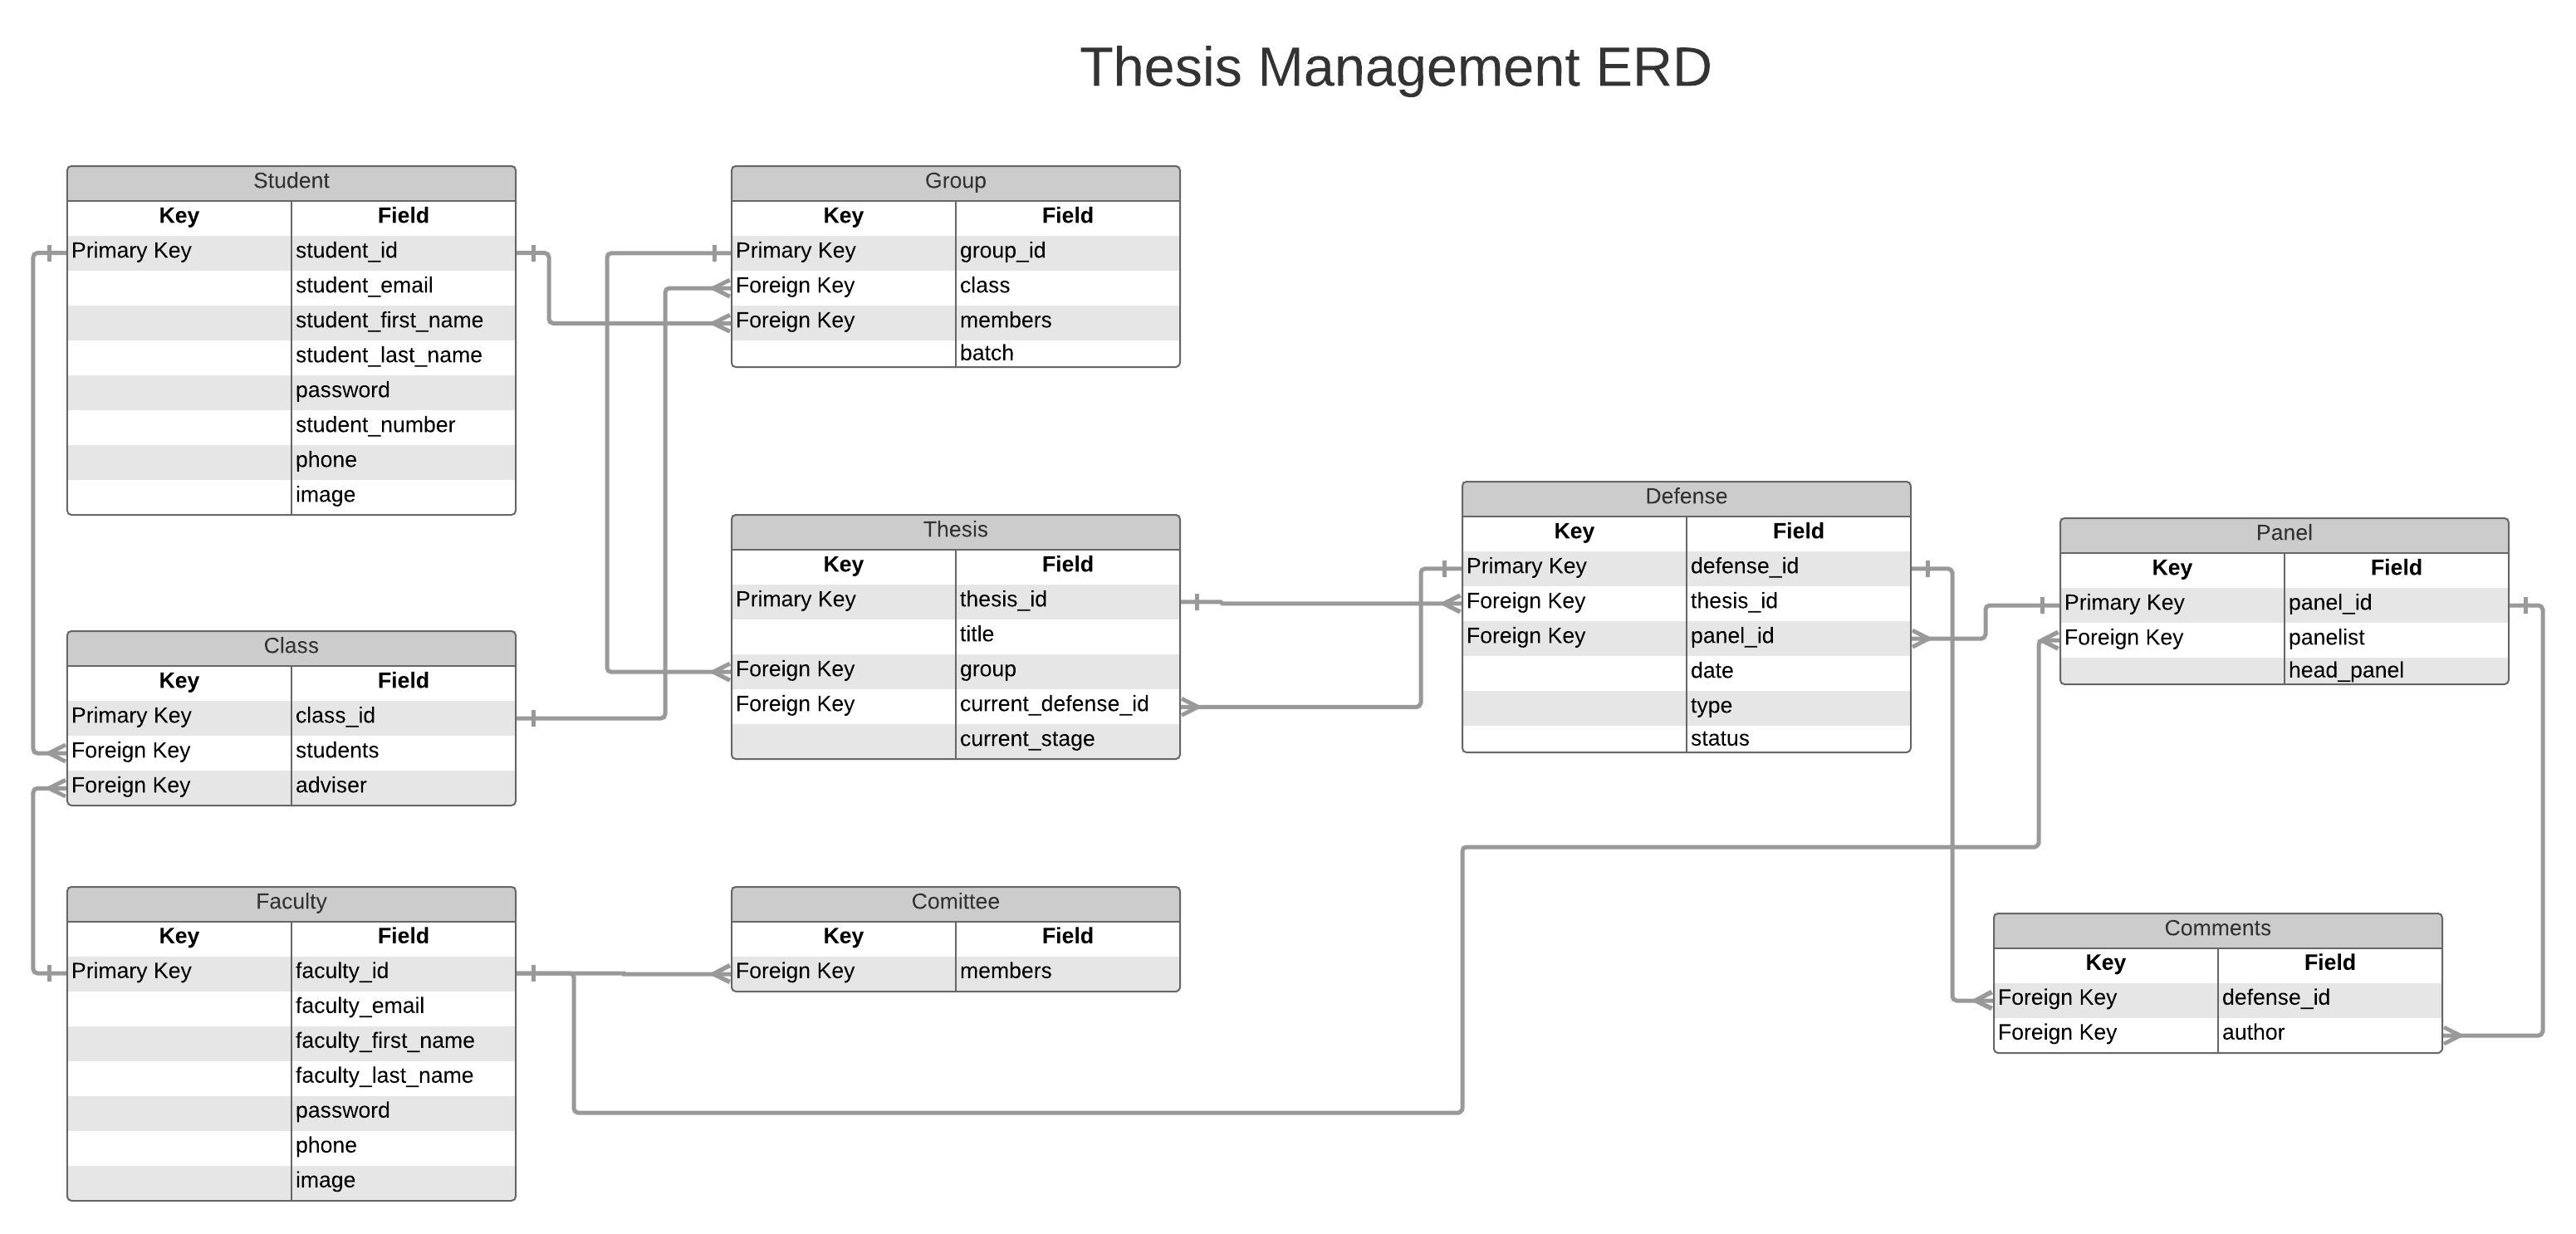 Thesis Management ERD
Student
Key Field
Primary Key student_id
student_email
student_first_name
student_last_name
password
student_number
phone
image
Group
Key Field
Primary Key group_id
Foreign Key class
Foreign Key members
batch
Thesis
Key Field
Primary Key thesis_id
title
Foreign Key group
Foreign Key current_defense_id
current_stage
Defense
Key Field
Primary Key defense_id
Foreign Key thesis_id
Foreign Key panel_id
date
type
status
Panel
Key Field
Primary Key panel_id
Foreign Key panelist
head_panel
Class
Key Field
Primary Key class_id
Foreign Key students
Foreign Key adviser
Faculty
Key Field
Primary Key faculty_id
faculty_email
faculty_first_name
faculty_last_name
password
phone
image
Comittee
Key Field
Foreign Key members
Comments
Key Field
Foreign Key defense_id
Foreign Key author